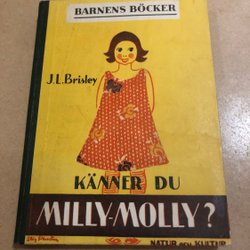 BARNENS BÖCKER
J.L.Brisley
KÄNNER DU
MILLY-MOLLY?
NATUR OCH KULTUR